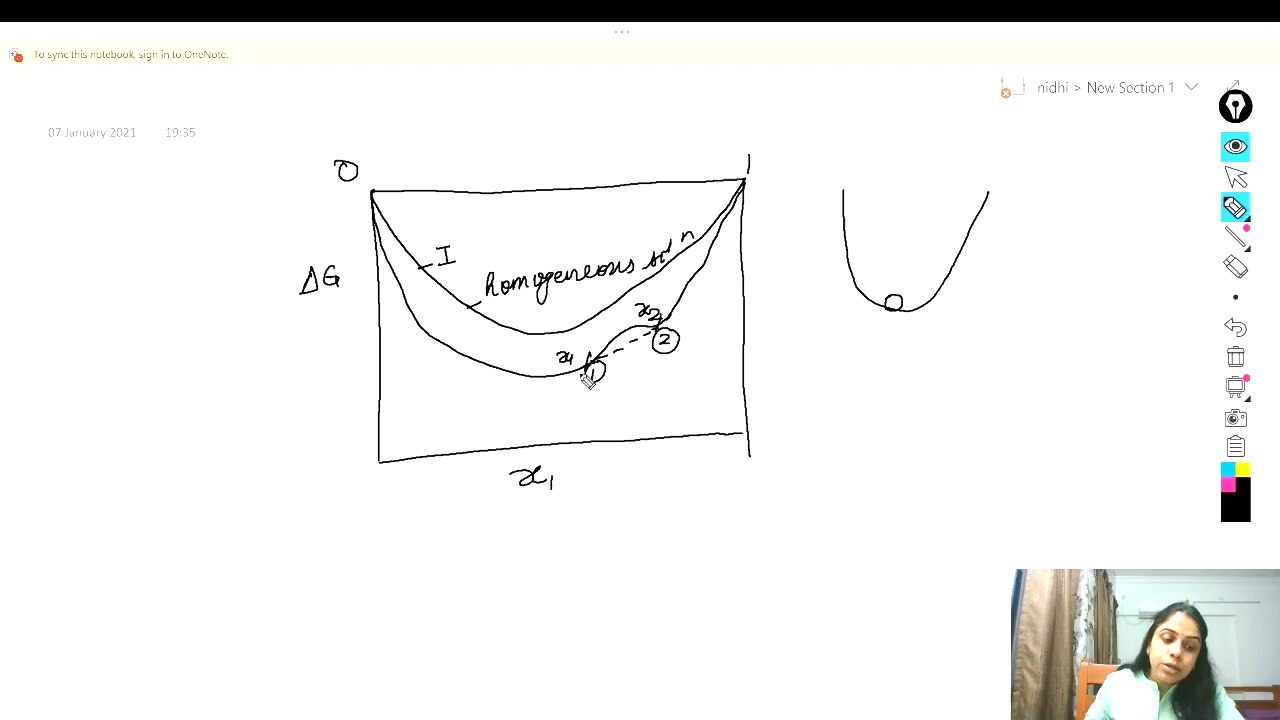 To sync this notebook, sign in to OneNote.
nidhi > New Section 1
07 January 2021 19:35
0 1
I
homogeneous solⁿ
ΔG
x2
2
x1
1
x₁